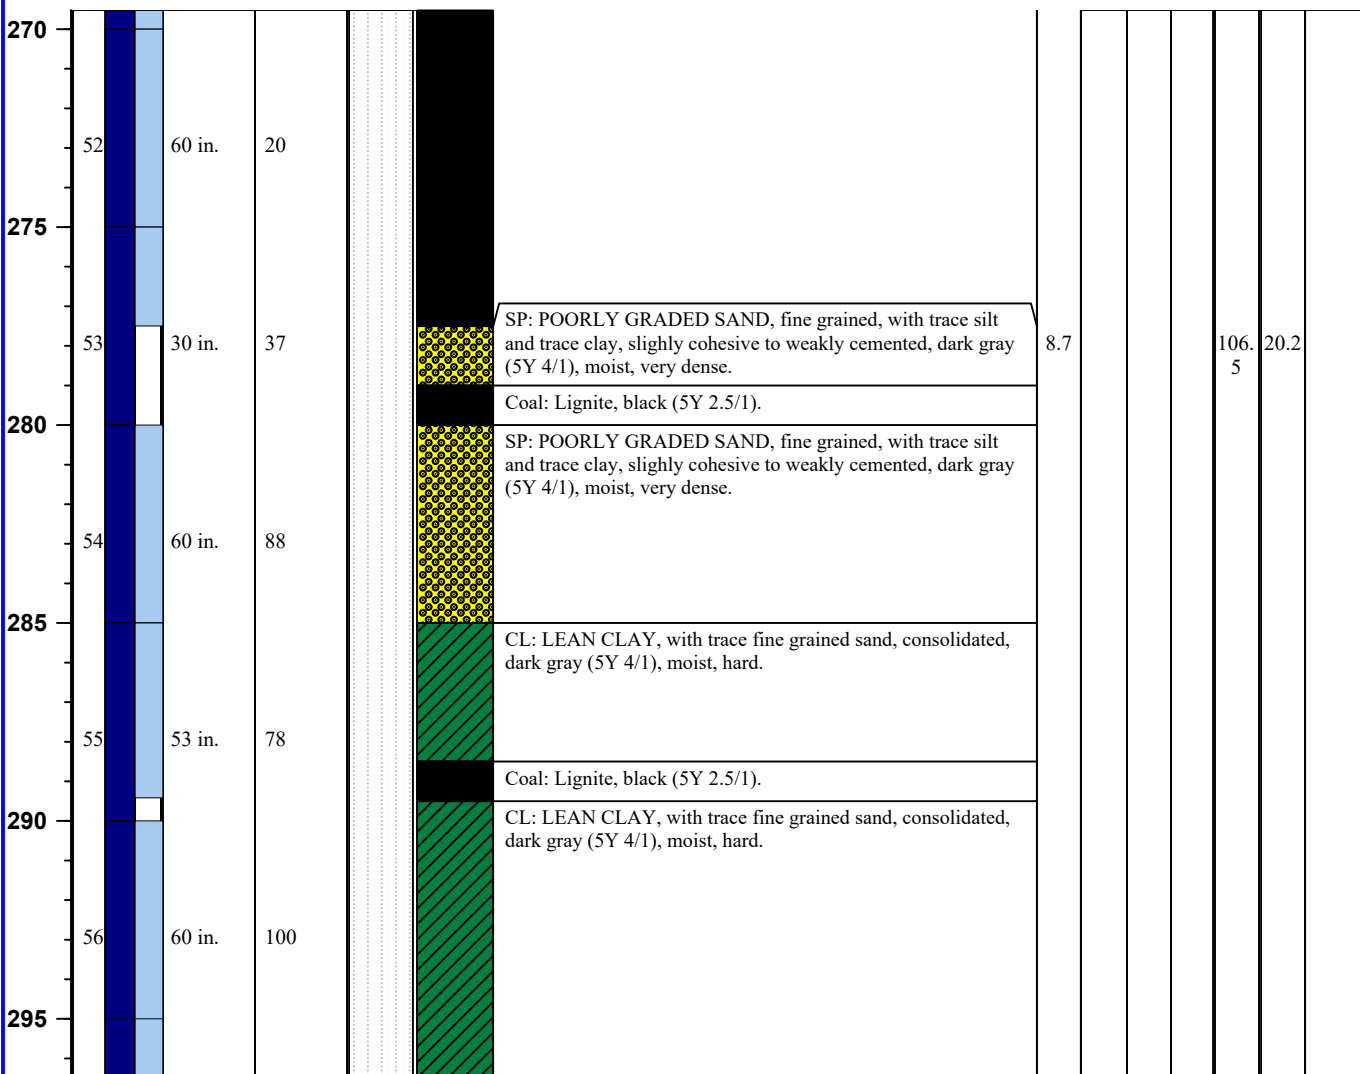 270
52 60 in. 20
275
SP: POORLY GRADED SAND, fine grained, with trace silt
and trace clay, slighly cohesive to weakly cemented, dark gray
(5Y 4/1), moist, very dense.
53 30 in. 37 8.7 106. 20.2
5
Coal: Lignite, black (5Y 2.5/1).
280
SP: POORLY GRADED SAND, fine grained, with trace silt
and trace clay, slighly cohesive to weakly cemented, dark gray
(5Y 4/1), moist, very dense.
54 60 in. 88
285
CL: LEAN CLAY, with trace fine grained sand, consolidated,
dark gray (5Y 4/1), moist, hard.
55 53 in. 78
Coal: Lignite, black (5Y 2.5/1).
290
CL: LEAN CLAY, with trace fine grained sand, consolidated,
dark gray (5Y 4/1), moist, hard.
56 60 in. 100
295